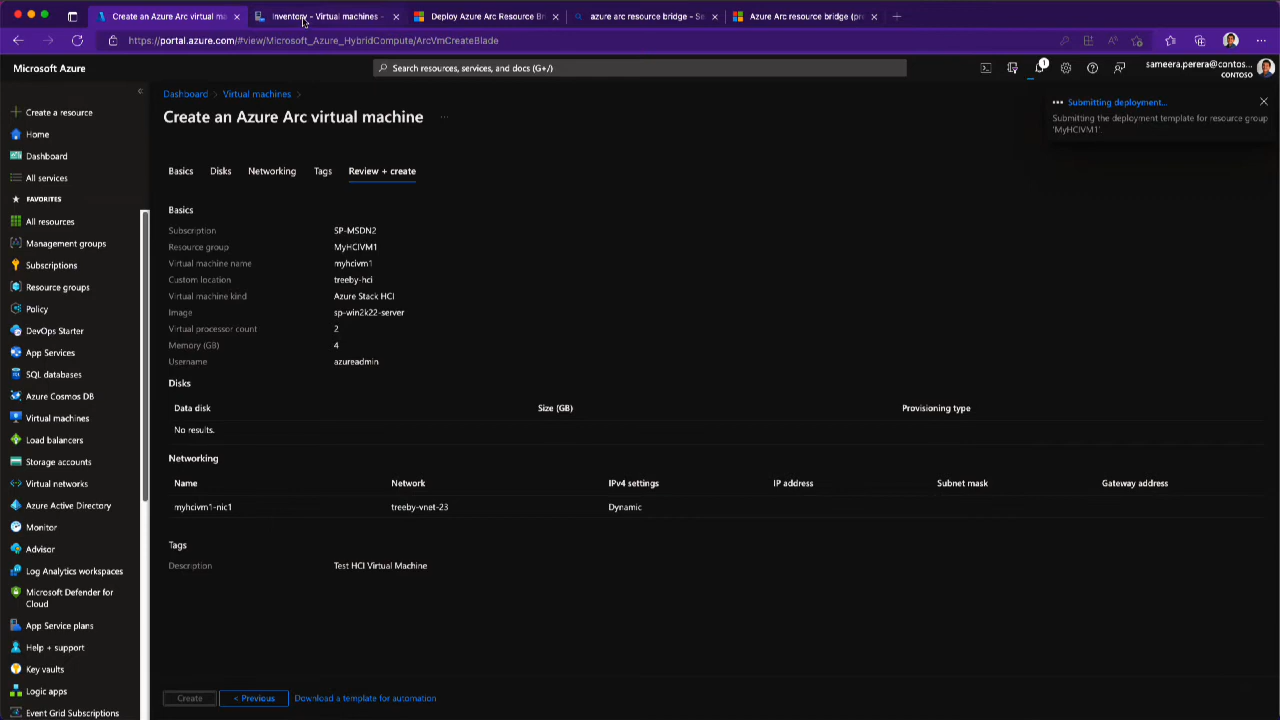 Create an Azure Arc virtual ma
Inventory - Virtual machines -
Deploy Azure Arc Resource Br
azure arc resource bridge - Se
Azure Arc resource bridge (pre
https://portal.azure.com/#view/Microsoft_Azure_HybridCompute/ArcVmCreateBlade
Microsoft Azure
Search resources, services, and docs (G+/)
1
sameera.perera@contos...
CONTOSO
Create a resource
Home
Dashboard
All services
FAVORITES
All resources
Management groups
Subscriptions
Resource groups
Policy
DevOps Starter
App Services
SQL databases
Azure Cosmos DB
Virtual machines
Load balancers
Storage accounts
Virtual networks
Azure Active Directory
Monitor
Advisor
Log Analytics workspaces
Microsoft Defender for
Cloud
App Service plans
Help + support
Key vaults
Logic apps
Event Grid Subscriptions
Dashboard > Virtual machines >
Create an Azure Arc virtual machine ...
Submitting deployment...
Submitting the deployment template for resource group
'MyHCIVM1'.
Basics Disks Networking Tags Review + create
Basics
Subscription SP-MSDN2
Resource group MyHCIVM1
Virtual machine name myhcivm1
Custom location treeby-hci
Virtual machine kind Azure Stack HCI
Image sp-win2k22-server
Virtual processor count 2
Memory (GB) 4
Username azureadmin
Disks
Data disk Size (GB) Provisioning type
No results.
Networking
Name Network IPv4 settings IP address Subnet mask Gateway address
myhcivm1-nic1 treeby-vnet-23 Dynamic
Tags
Description Test HCI Virtual Machine
Create < Previous Download a template for automation